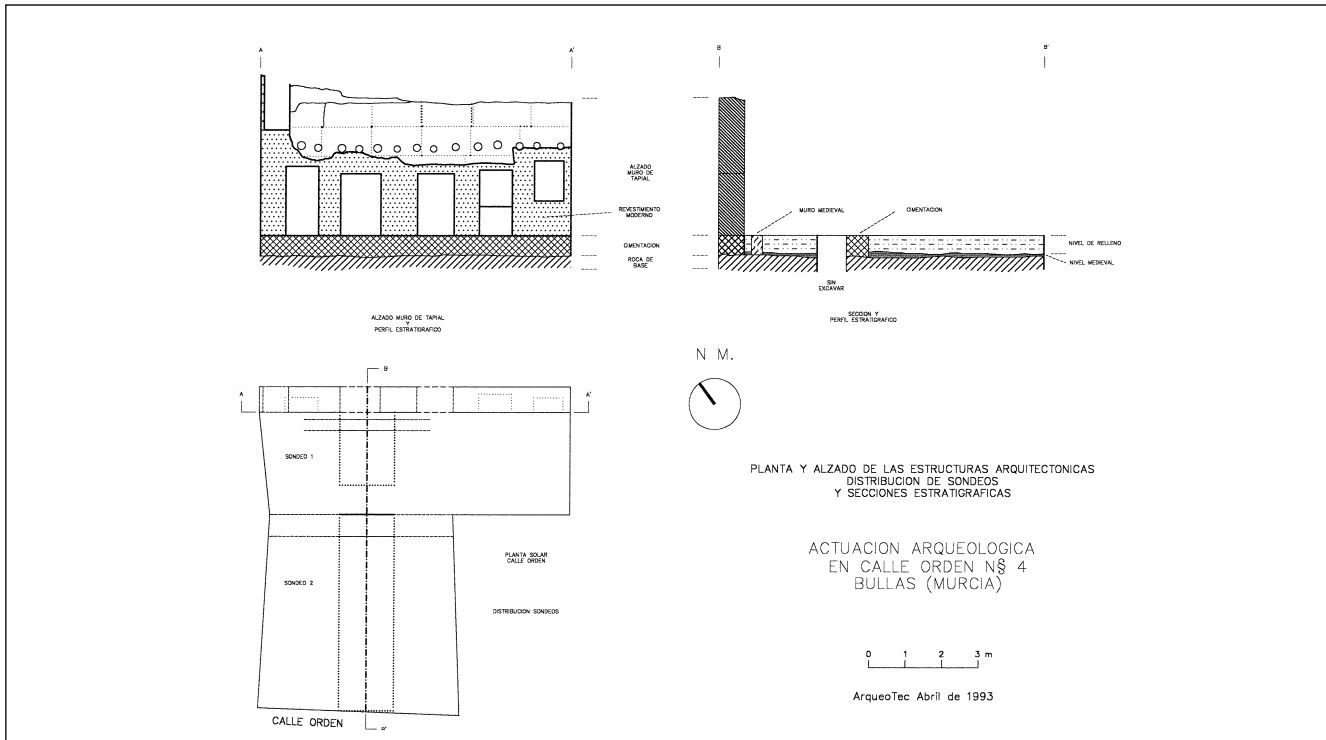 A
A'
ALZADO
MURO DE
TAPIAL
REVESTIMIENTO
MODERNO
CIMENTACION
ROCA DE
BASE
ALZADO MURO DE TAPIAL
Y
PERFIL ESTRATIGRAFICO
B
B'
MURO MEDIEVAL
CIMENTACION
NIVEL DE RELLENO
NIVEL MEDIEVAL
SIN
EXCAVAR
SECCION Y
PERFIL ESTRATIGRAFICO
B
A
A'
SONDEO 1
SONDEO 2
PLANTA SOLAR
CALLE ORDEN
DISTRIBUCION SONDEOS
CALLE ORDEN
B'
N M.
PLANTA Y ALZADO DE LAS ESTRUCTURAS ARQUITECTONICAS
DISTRIBUCION DE SONDEOS
Y SECCIONES ESTRATIGRAFICAS
ACTUACION ARQUEOLOGICA
EN CALLE ORDEN N§ 4
BULLAS (MURCIA)
0 1 2 3 m
ArqueoTec Abril de 1993